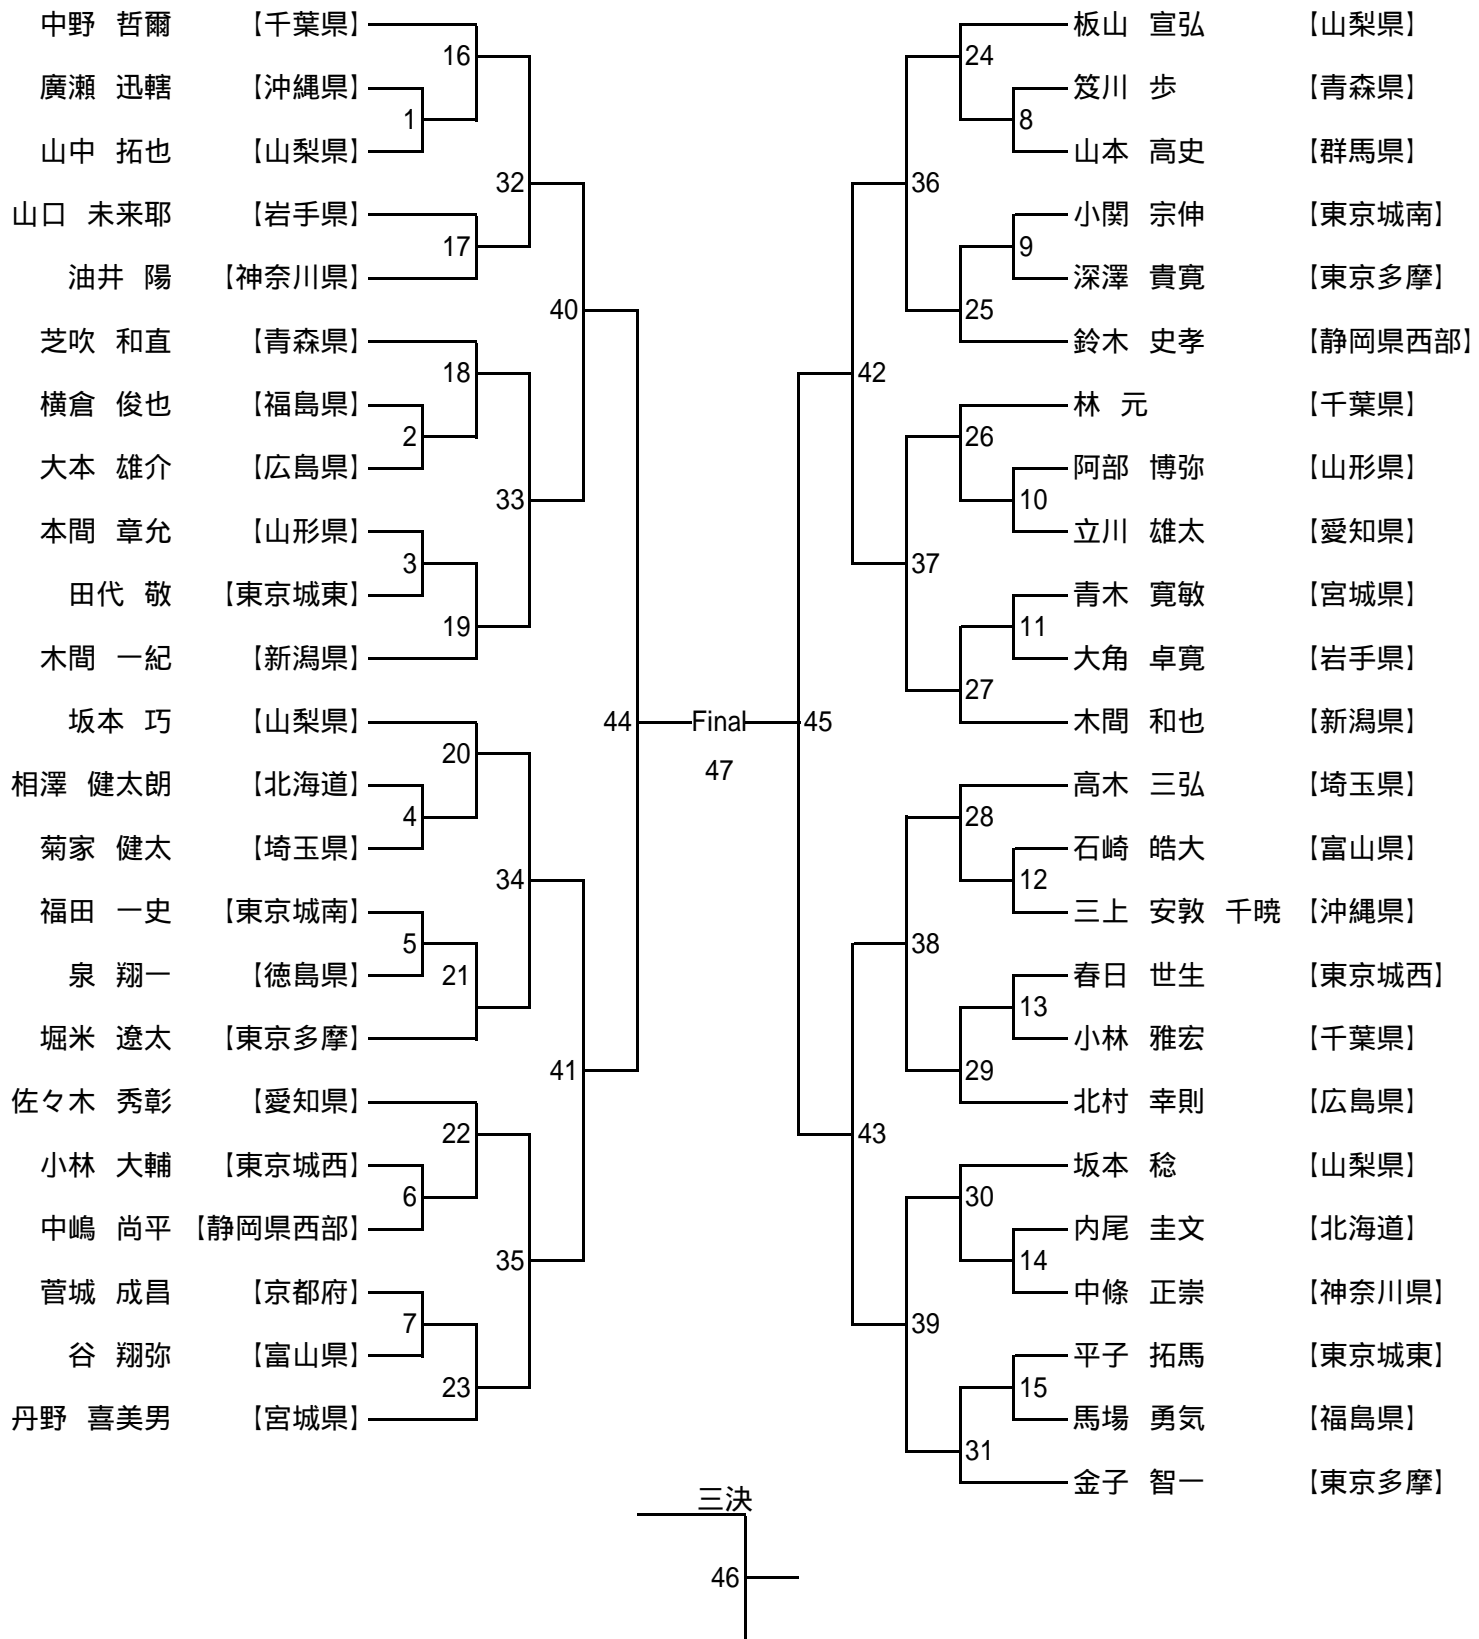 中野 哲爾 【千葉県】
16
廣瀬 迅轄 【沖縄県】
1
山中 拓也 【山梨県】
32
山口 未来耶 【岩手県】
17
油井 陽 【神奈川県】
40
芝吹 和直 【青森県】
18
横倉 俊也 【福島県】
2
大本 雄介 【広島県】
33
本間 章允 【山形県】
3
田代 敬 【東京城東】
19
木間 一紀 【新潟県】
44
坂本 巧 【山梨県】
20
相澤 健太朗 【北海道】
4
菊家 健太 【埼玉県】
34
福田 一史 【東京城南】
5
泉 翔一 【徳島県】
21
堀米 遼太 【東京多摩】
41
佐々木 秀彰 【愛知県】
22
小林 大輔 【東京城西】
6
中嶋 尚平 【静岡県西部】
35
菅城 成昌 【京都府】
7
谷 翔弥 【富山県】
23
丹野 喜美男 【宮城県】
Final
47
板山 宣弘 【山梨県】
24
笈川 歩 【青森県】
8
山本 高史 【群馬県】
36
小関 宗伸 【東京城南】
9
深澤 貴寛 【東京多摩】
25
鈴木 史孝 【静岡県西部】
42
林 元 【千葉県】
26
阿部 博弥 【山形県】
10
立川 雄太 【愛知県】
37
青木 寛敏 【宮城県】
11
大角 卓寛 【岩手県】
27
木間 和也 【新潟県】
45
高木 三弘 【埼玉県】
28
石崎 皓大 【富山県】
12
三上 安敦 千暁 【沖縄県】
38
春日 世生 【東京城西】
13
小林 雅宏 【千葉県】
29
北村 幸則 【広島県】
43
坂本 稔 【山梨県】
30
内尾 圭文 【北海道】
14
中條 正崇 【神奈川県】
39
平子 拓馬 【東京城東】
15
馬場 勇気 【福島県】
31
金子 智一 【東京多摩】
三決
46